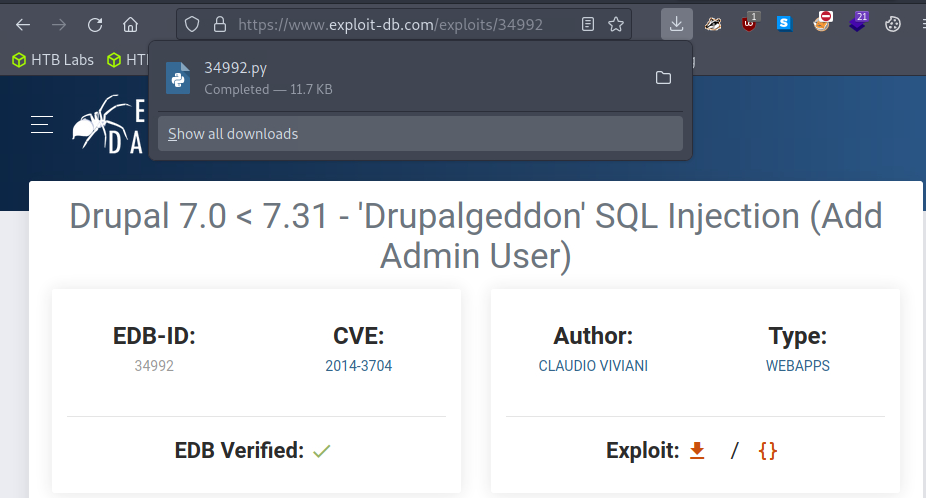 https://www.exploit-db.com/exploits/34992
1
S
21
HTB Labs
34992.py
Completed — 11.7 KB
Show all downloads
E
D A
Drupal 7.0 < 7.31 - 'Drupalgeddon' SQL Injection (Add
Admin User)
EDB-ID:
34992
CVE:
2014-3704
EDB Verified:
Author:
CLAUDIO VIVIANI
Type:
WEBAPPS
Exploit: / {}